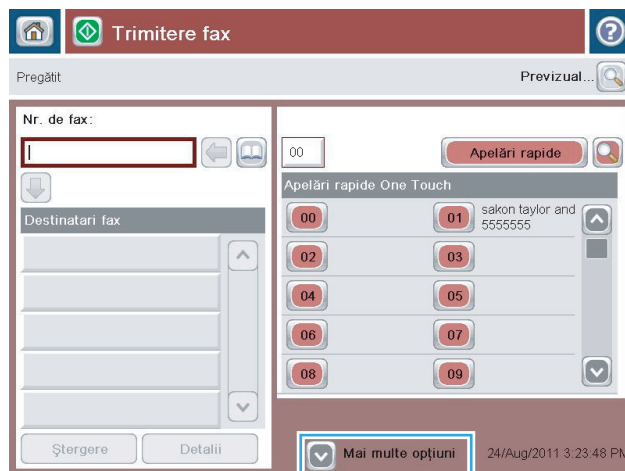 Trimitere fax
?
Pregătit
Previzual...
Nr. de fax:
00
Apelări rapide
Apelări rapide One Touch
00
01 sakon taylor and
5555555
02
03
04
05
06
07
08
09
Destinatari fax
Ștergere
Detalii
Mai multe opțiuni
24/Aug/2011 3:23:48 PM